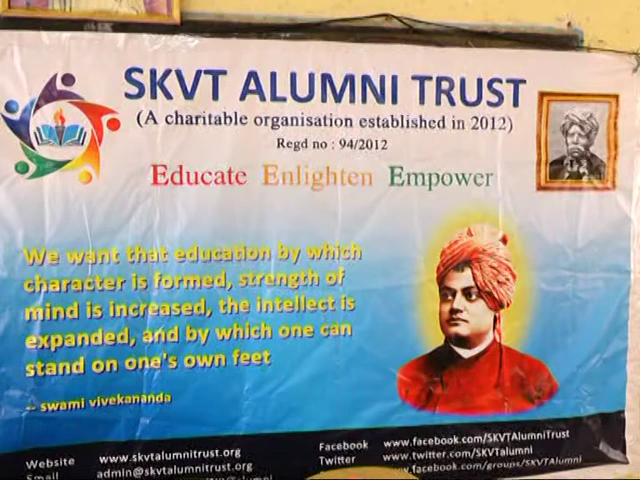 SKVT ALUMNI TRUST
(A charitable organisation established in 2012)
Regd no : 94/2012
Educate Enlighten Empower
We want that education by which
character is formed, strength of
mind is increased, the intellect is
expanded, and by which one can
stand on one's own feet
-- swami vivekananda
Website www.skvtalumnitrust.org
Email admin@skvtalumnitrust.org
Facebook www.facebook.com/SKVTAlumniTrust
Twitter www.twitter.com/SKVTalumni
www.facebook.com/groups/SKVTAlumni